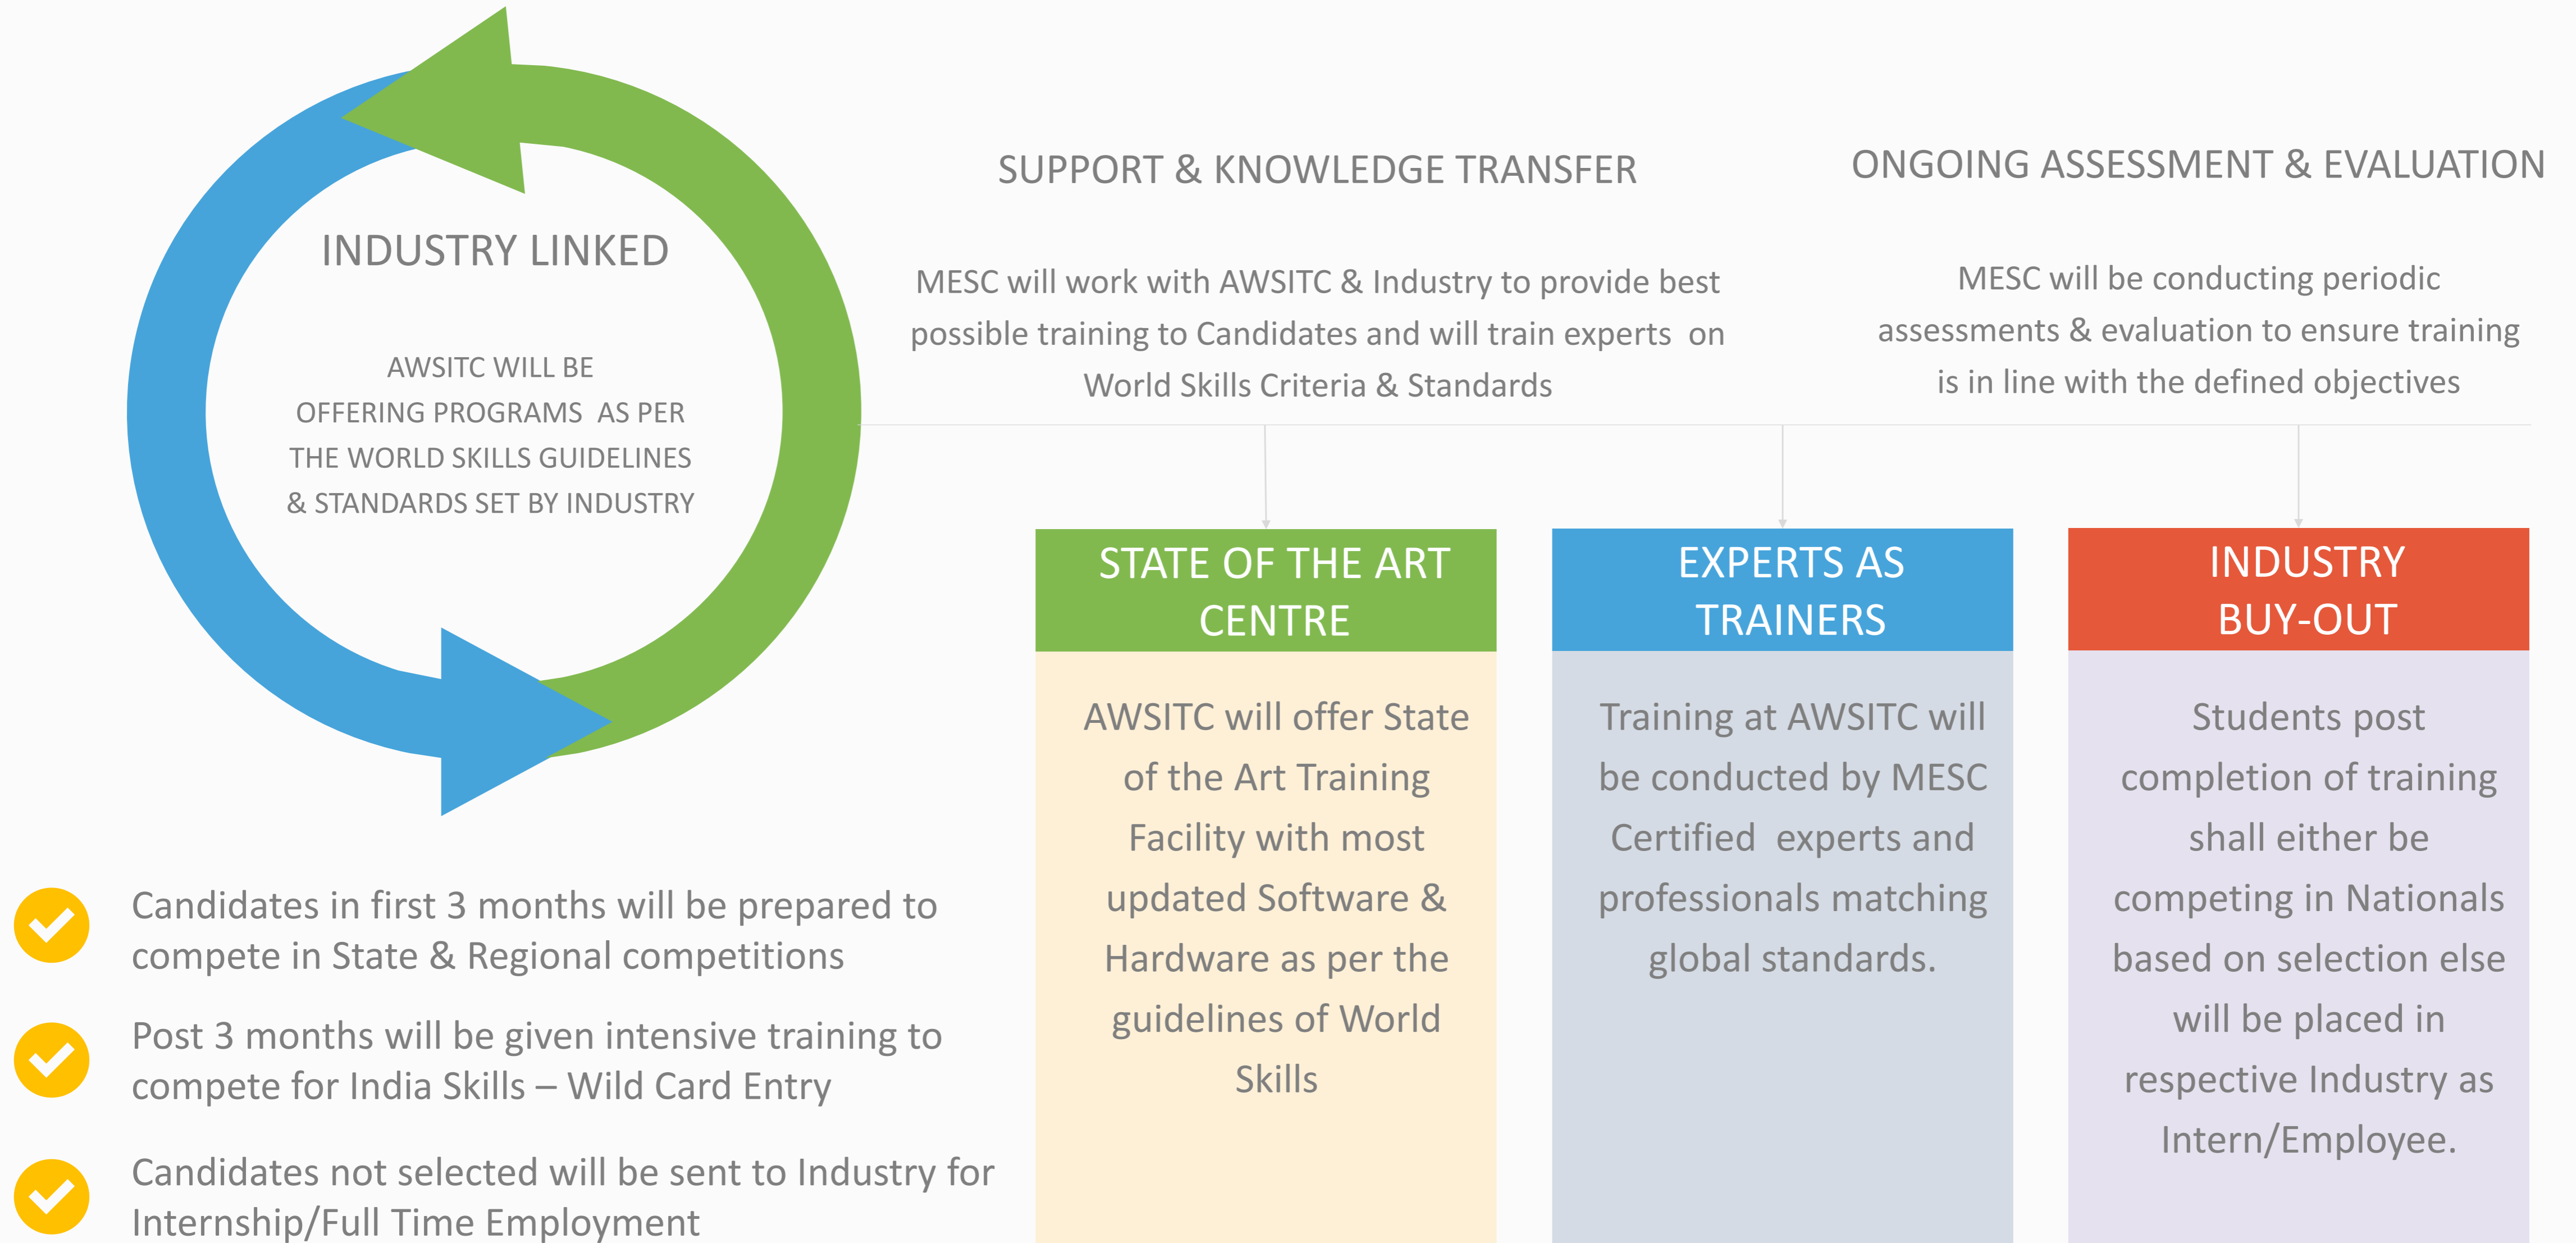 INDUSTRY LINKED
AWSITC WILL BE
OFFERING PROGRAMS AS PER
THE WORLD SKILLS GUIDELINES
& STANDARDS SET BY INDUSTRY
SUPPORT & KNOWLEDGE TRANSFER
MESC will work with AWSITC & Industry to provide best
possible training to Candidates and will train experts on
World Skills Criteria & Standards
ONGOING ASSESSMENT & EVALUATION
MESC will be conducting periodic
assessments & evaluation to ensure training
is in line with the defined objectives
STATE OF THE ART
CENTRE
AWSITC will offer State
of the Art Training
Facility with most
updated Software &
Hardware as per the
guidelines of World
Skills
EXPERTS AS
TRAINERS
Training at AWSITC will
be conducted by MESC
Certified experts and
professionals matching
global standards.
INDUSTRY
BUY-OUT
Students post
completion of training
shall either be
competing in Nationals
based on selection else
will be placed in
respective Industry as
Intern/Employee.
Candidates in first 3 months will be prepared to
compete in State & Regional competitions
Post 3 months will be given intensive training to
compete for India Skills – Wild Card Entry
Candidates not selected will be sent to Industry for
Internship/Full Time Employment